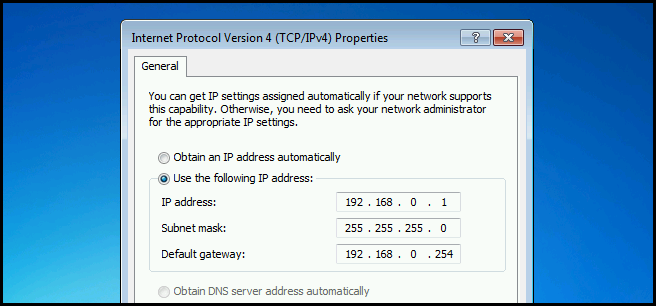 Internet Protocol Version 4 (TCP/IPv4) Properties
?
General
You can get IP settings assigned automatically if your network supports
this capability. Otherwise, you need to ask your network administrator
for the appropriate IP settings.
Obtain an IP address automatically
Use the following IP address:
IP address: 192 . 168 . 0 . 1
Subnet mask: 255 . 255 . 255 . 0
Default gateway: 192 . 168 . 0 . 254
Obtain DNS server address automatically